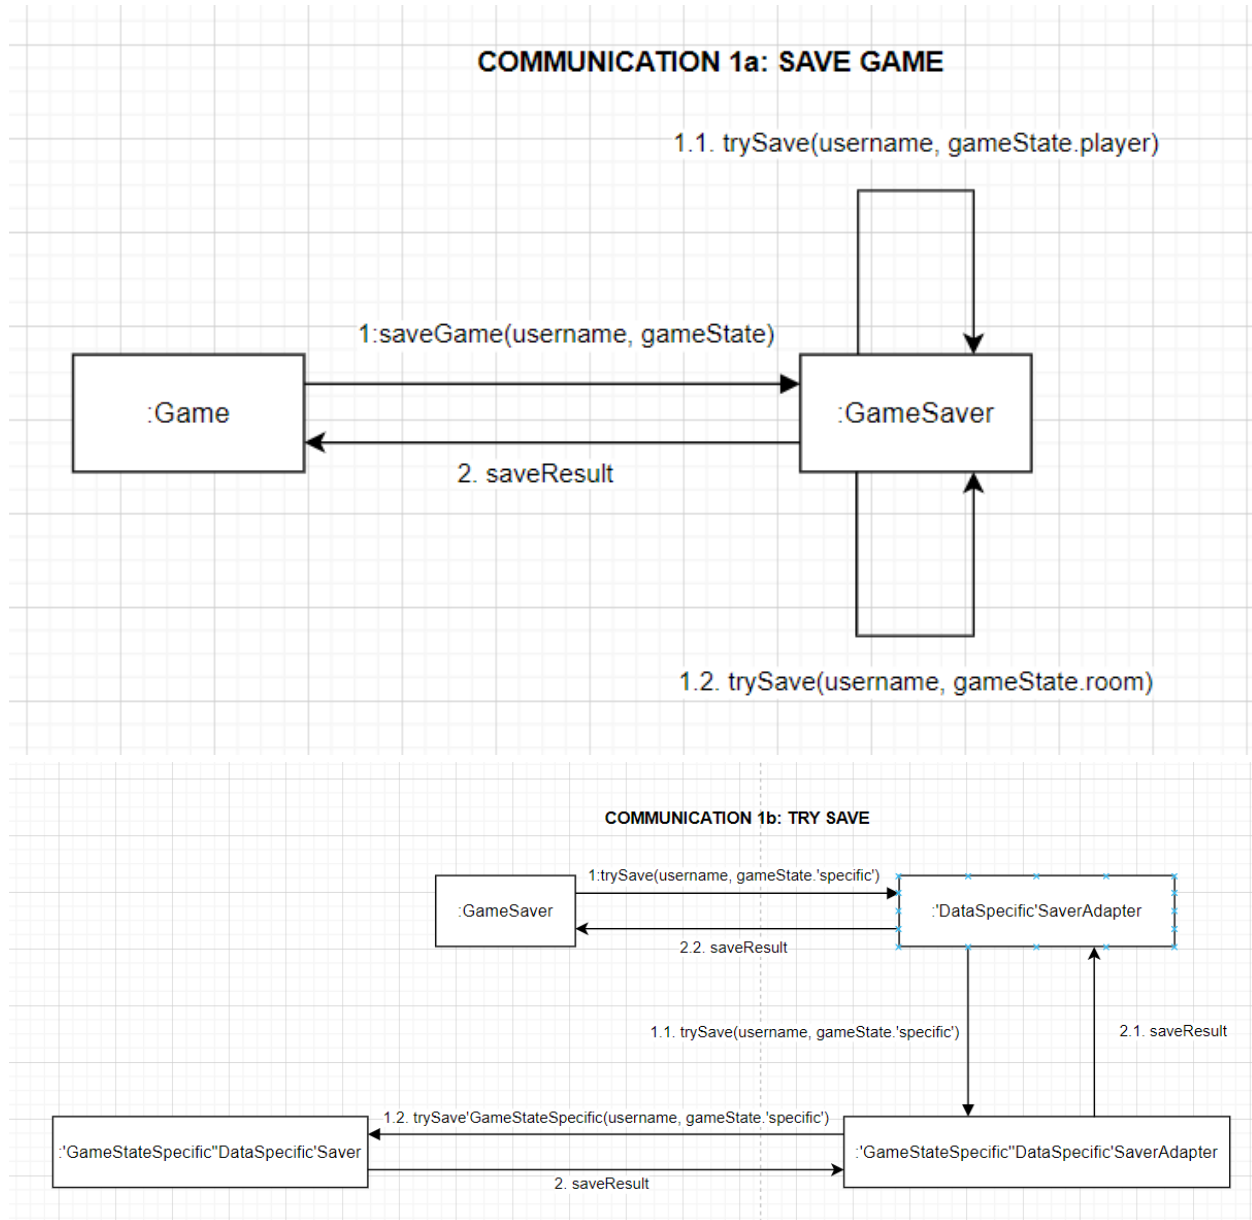 COMMUNICATION 1a: SAVE GAME
1.1. trySave(username, gameState.player)
1:saveGame(username, gameState)
:Game
:GameSaver
2. saveResult
1.2. trySave(username, gameState.room)
COMMUNICATION 1b: TRY SAVE
1:trySave(username, gameState.'specific')
:GameSaver
:'DataSpecific'SaverAdapter
2.2. saveResult
1.1. trySave(username, gameState.'specific')
2.1. saveResult
1.2. trySave'GameStateSpecific(username, gameState.'specific')
:'GameStateSpecific''DataSpecific'Saver
:'GameStateSpecific''DataSpecific'SaverAdapter
2. saveResult